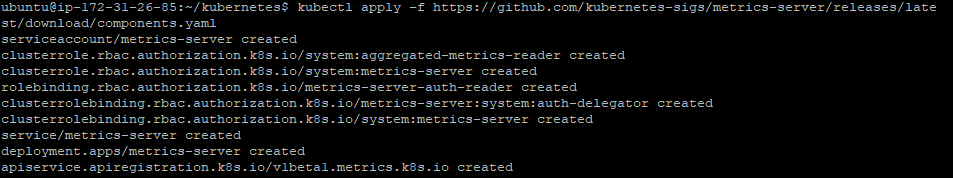 ubuntu@ip-172-31-26-85:~/kubernetes$ kubectl apply -f https://github.com/kubernetes-sigs/metrics-server/releases/late
st/download/components.yaml
serviceaccount/metrics-server created
clusterrole.rbac.authorization.k8s.io/system:aggregated-metrics-reader created
clusterrole.rbac.authorization.k8s.io/system:metrics-server created
rolebinding.rbac.authorization.k8s.io/metrics-server-auth-reader created
clusterrolebinding.rbac.authorization.k8s.io/metrics-server:system:auth-delegator created
clusterrolebinding.rbac.authorization.k8s.io/system:metrics-server created
service/metrics-server created
deployment.apps/metrics-server created
apiservice.apiregistration.k8s.io/v1beta1.metrics.k8s.io created